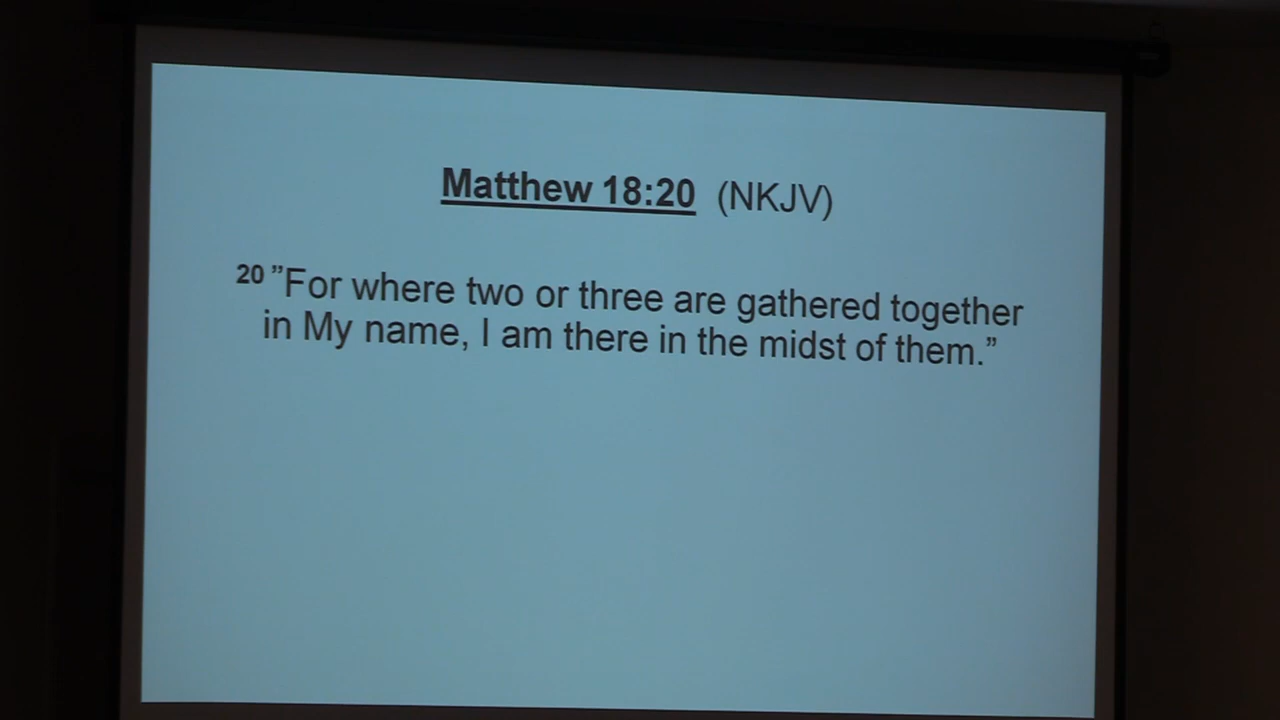 Matthew 18:20 (NKJV)
20 ”For where two or three are gathered together
in My name, I am there in the midst of them.”